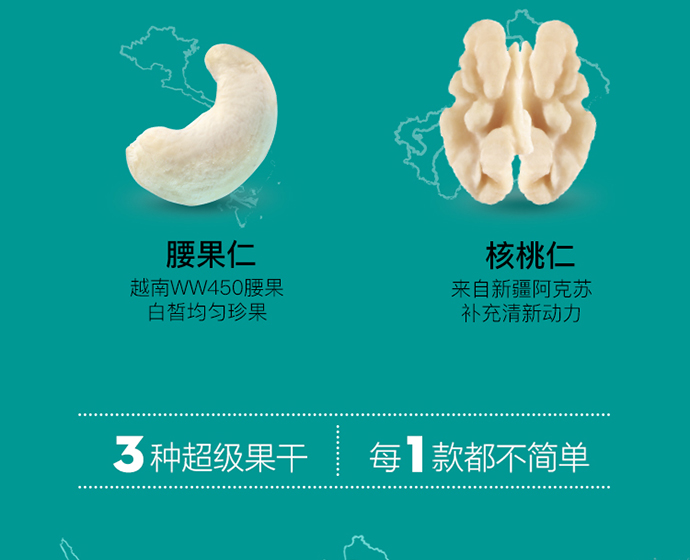 腰果仁
越南WW450腰果
白皙均匀珍果
核桃仁
来自新疆阿克苏
补充清新动力
3种超级果干
每1款都不简单